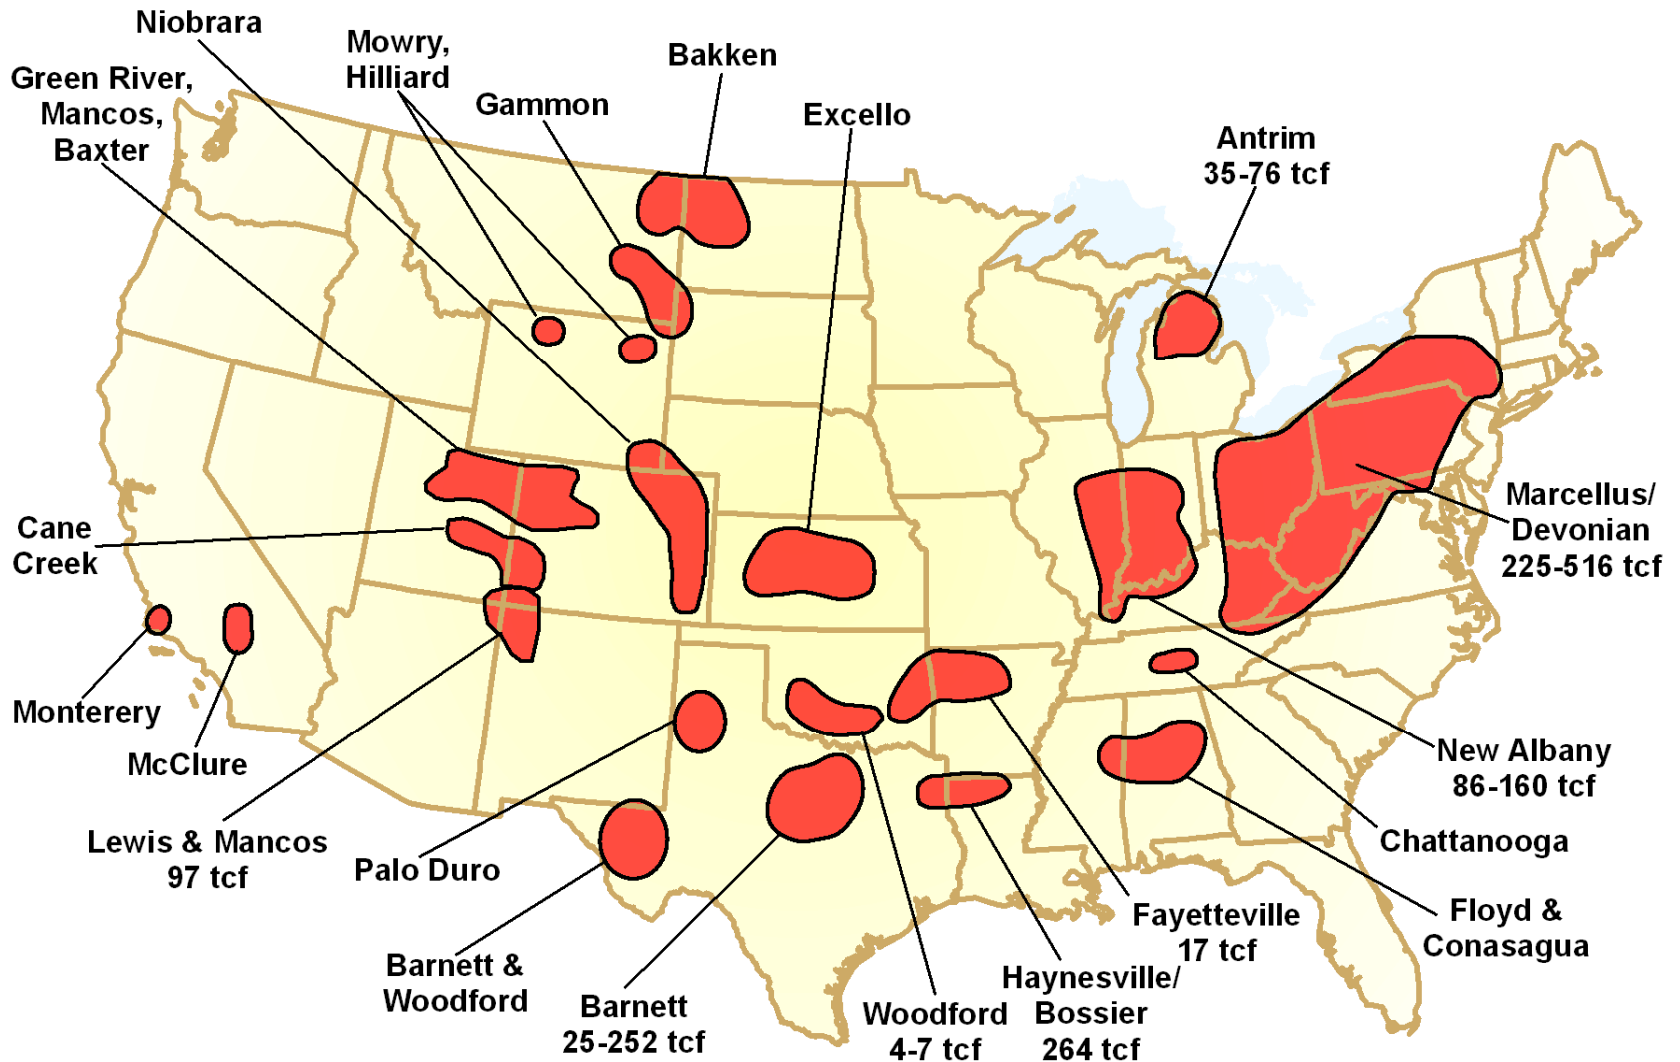 Niobrara
Mowry,
Hilliard
Green River,
Mancos,
Baxter
Gammon
Bakken
Excello
Antrim
35-76 tcf
Cane
Creek
Marcellus/
Devonian
225-516 tcf
Monterery
McClure
Lewis & Mancos
97 tcf
Palo Duro
Barnett &
Woodford
Barnett
25-252 tcf
Woodford
4-7 tcf
Haynesville/
Bossier
264 tcf
Fayetteville
17 tcf
New Albany
86-160 tcf
Chattanooga
Floyd &
Conasagua